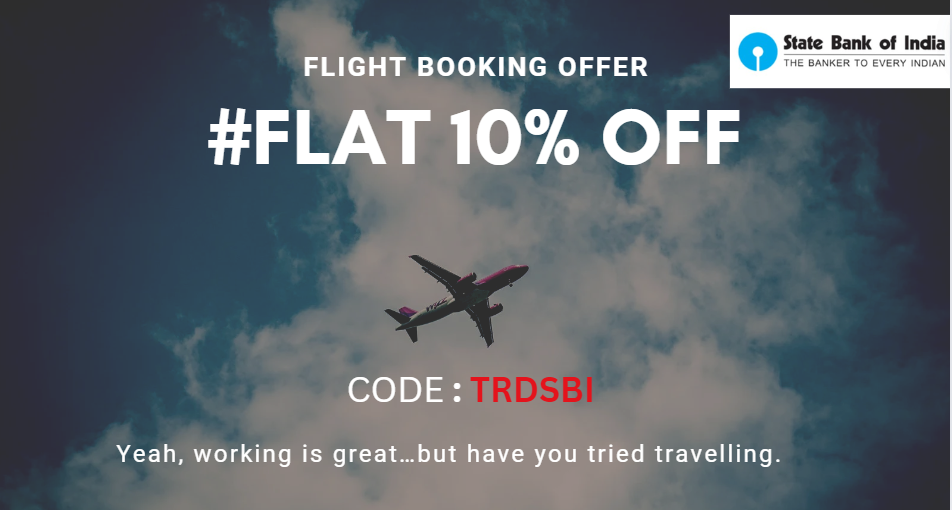 State Bank of India
THE BANKER TO EVERY INDIAN
FLIGHT BOOKING OFFER
#FLAT 10% OFF
CODE : TRDSBI
Yeah, working is great…but have you tried travelling.